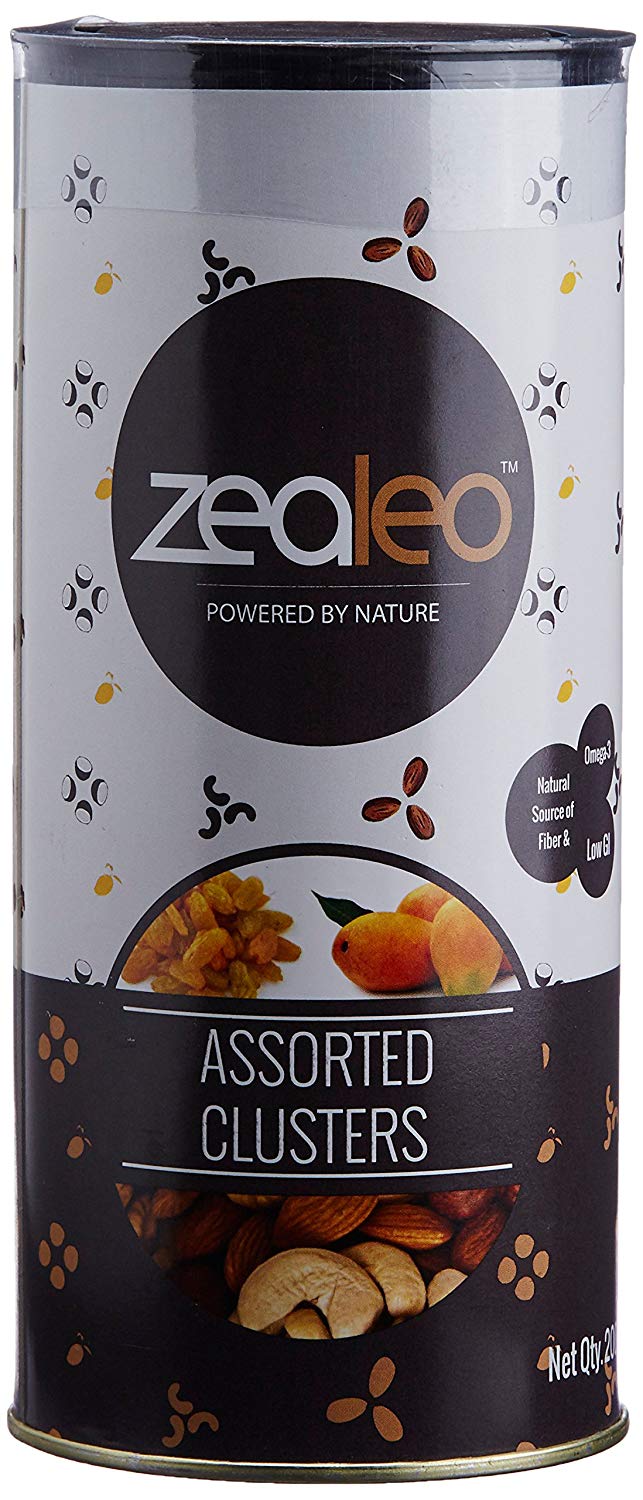 zealeo™
POWERED BY NATURE
Omega-3
Natural
Source of
Fiber &
Low GI
ASSORTED
CLUSTERS
Net Qty.